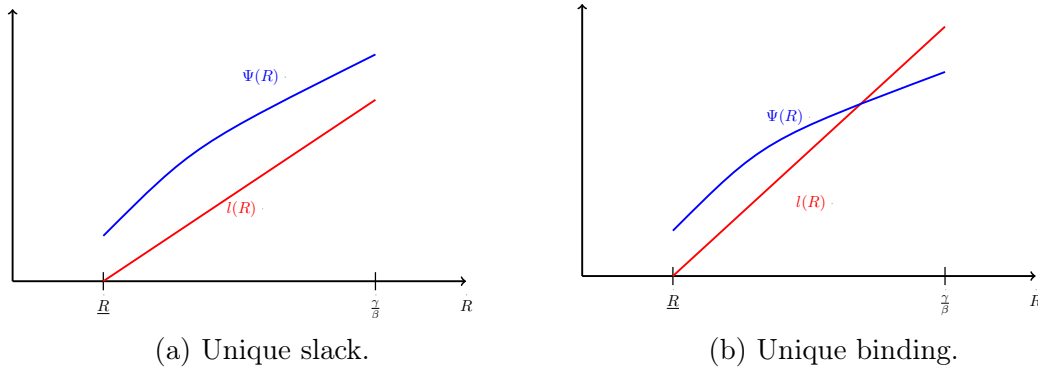 Ψ(R)
l(R)
R
γ/β
R
(a) Unique slack.
Ψ(R)
l(R)
R
γ/β
R
(b) Unique binding.